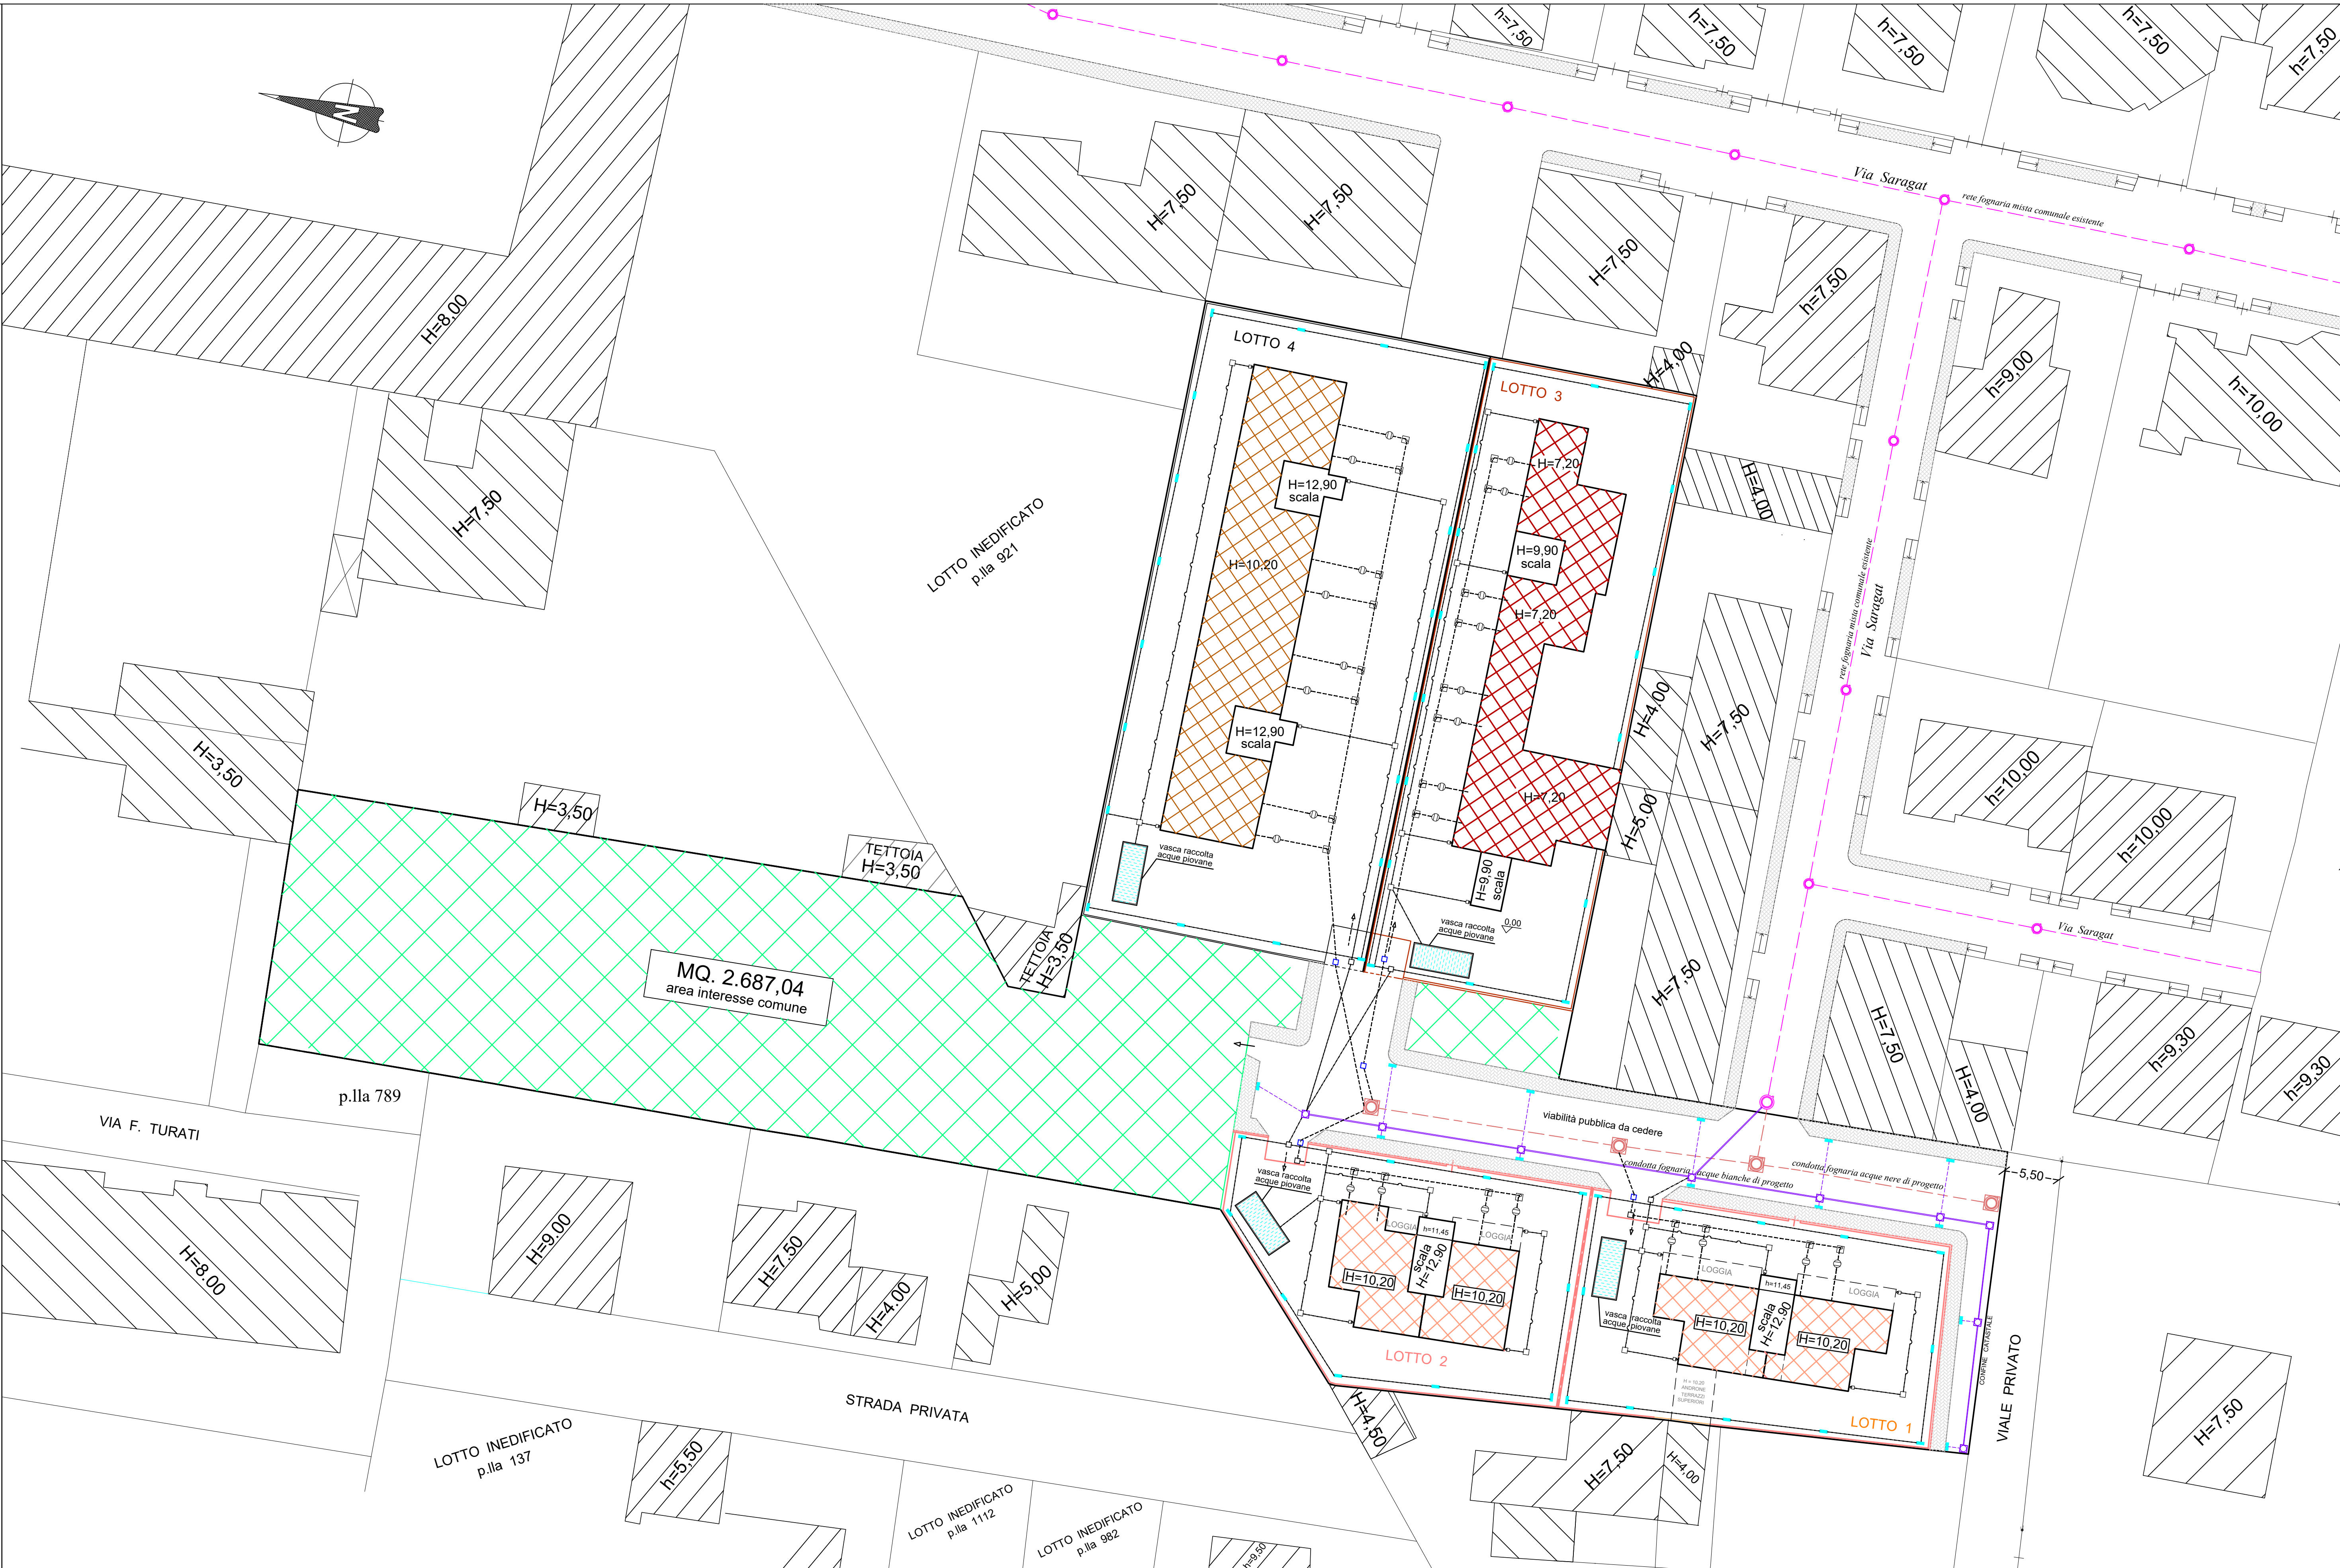 h=7,50
h=7,50
h=7,50
h=7,50
h=7,50
N
Via Saragat
rete fognaria mista comunale esistente
H=7,50
H=7,50
H=7,50
h=7,50
H=8,00
LOTTO 4
H=4,00
h=9,00
h=10,00
LOTTO 3
H=7,50
H=12,90
scala
H=7,20
H=4,00
LOTTO INEDIFICATO
p.lla 921
H=10,20
H=9,90
scala
H=7,20
rete fognaria mista comunale esistente
Via Saragat
H=4,00
H=7,50
H=12,90
scala
H=3,50
H=3,50
H=7,20
H=5.00
h=10,00
h=10,00
TETTOIA
H=3,50
vasca raccolta
acque piovane
H=9,90
scala
vasca raccolta
acque piovane
0,00
Via Saragat
TETTOIA
H=3,50
MQ. 2.687,04
area interesse comune
H=7,50
H=7,50
h=9,30
h=9,30
H=4,00
p.lla 789
VIA F. TURATI
viabilità pubblica da cedere
condotta fognaria acque bianche di progetto
condotta fognaria acque nere di progetto
5,50
vasca raccolta
acque piovane
LOGGIA
h=11,45
LOGGIA
scala
H=12,90
H=10,20
H=10,20
LOGGIA
h=11,45
LOGGIA
scala
H=12,90
H=10,20
H=10,20
vasca raccolta
acque piovane
H=8.00
H=9.00
H=7,50
H=4.00
H=5,00
LOTTO 2
H = 10,20
ANDRONE
TERRAZZI
SUPERIORI
LOTTO 1
CONFINE CATASTALE
VIALE PRIVATO
H=7,50
STRADA PRIVATA
H=4,50
H=7,50
H=4,00
LOTTO INEDIFICATO
p.lla 137
h=5,50
LOTTO INEDIFICATO
p.lla 1112
LOTTO INEDIFICATO
p.lla 982
h=9,50